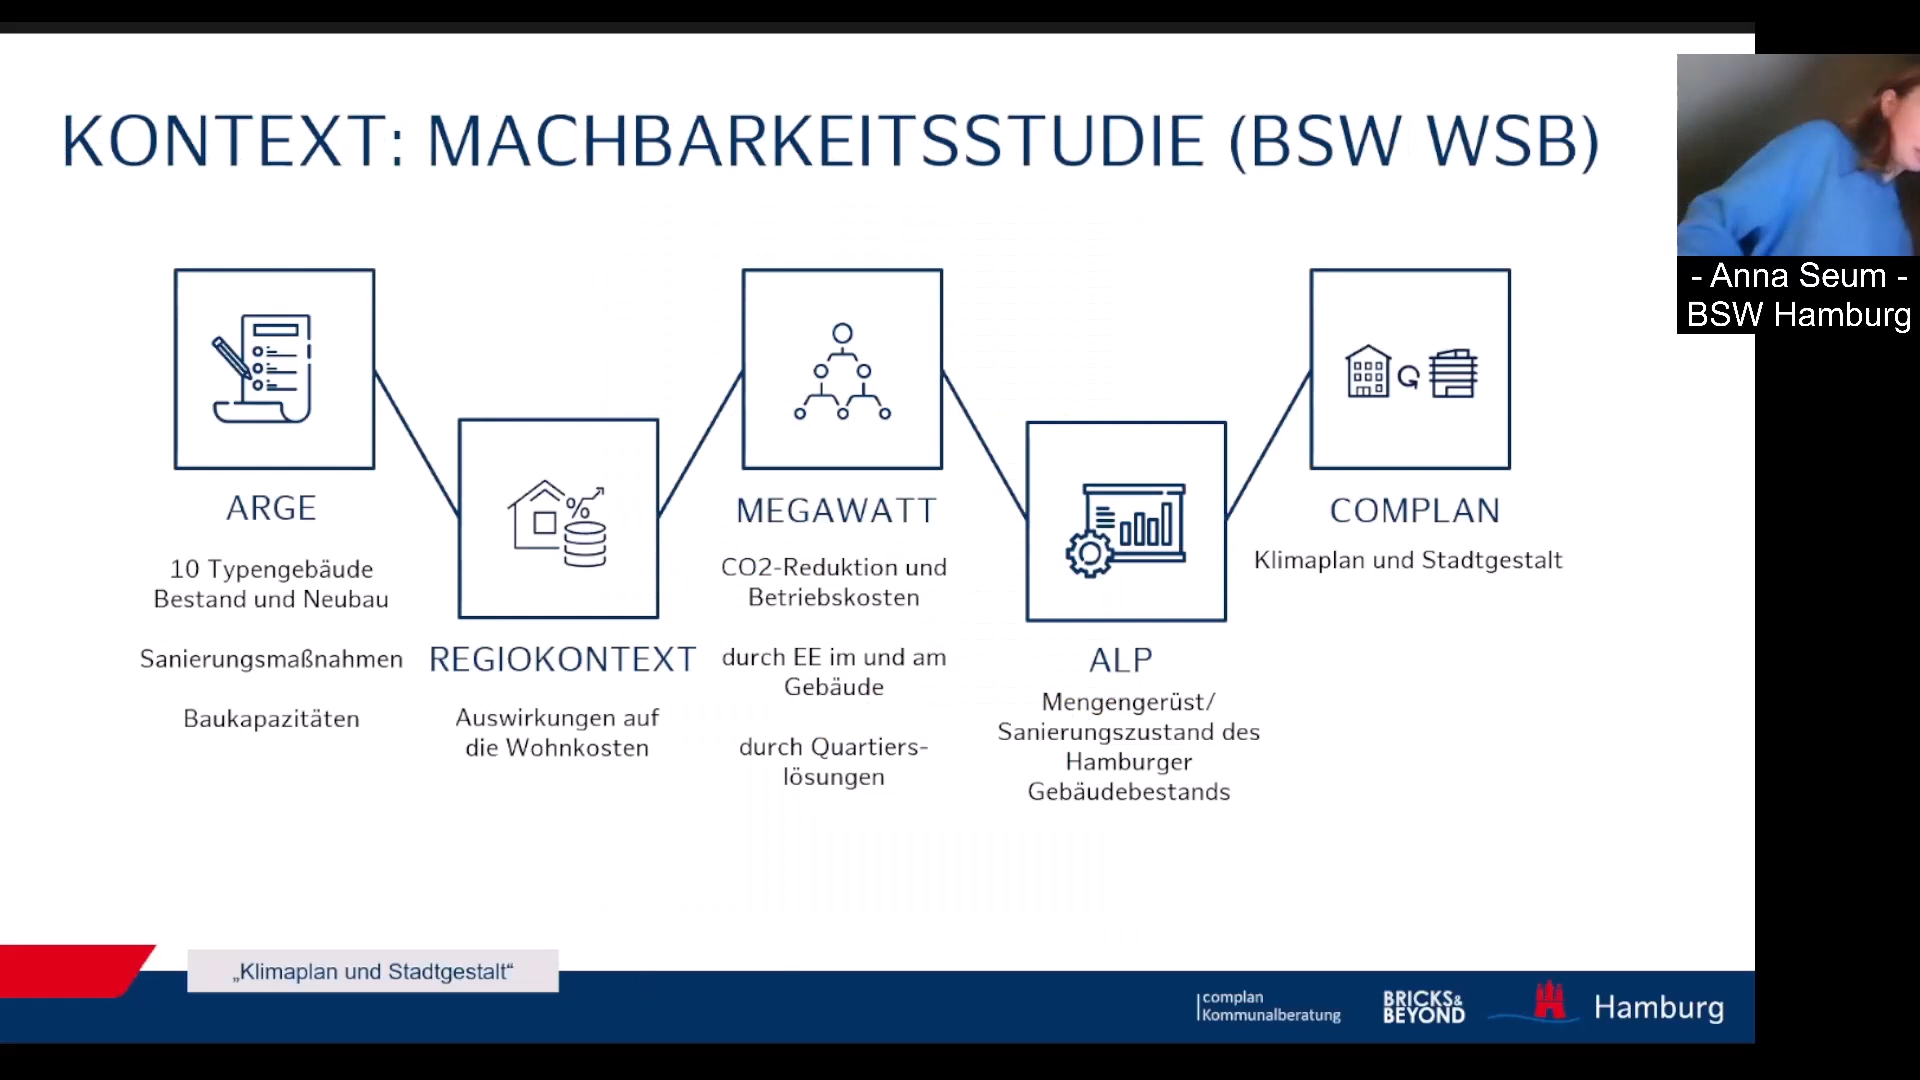 KONTEXT: MACHBARKEITSSTUDIE (BSW WSB)
- Anna Seum -
BSW Hamburg
ARGE
10 Typengebäude
Bestand und Neubau
Sanierungsmaßnahmen
Baukapazitäten
%
REGIOKONTEXT
Auswirkungen auf
die Wohnkosten
MEGAWATT
CO2-Reduktion und
Betriebskosten
durch EE im und am
Gebäude
durch Quartiers-
lösungen
ALP
Mengengerüst/
Sanierungszustand des
Hamburger
Gebäudebestands
COMPLAN
Klimaplan und Stadtgestalt
„Klimaplan und Stadtgestalt“
complan
Kommunalberatung
BRICKS&
BEYOND
Hamburg